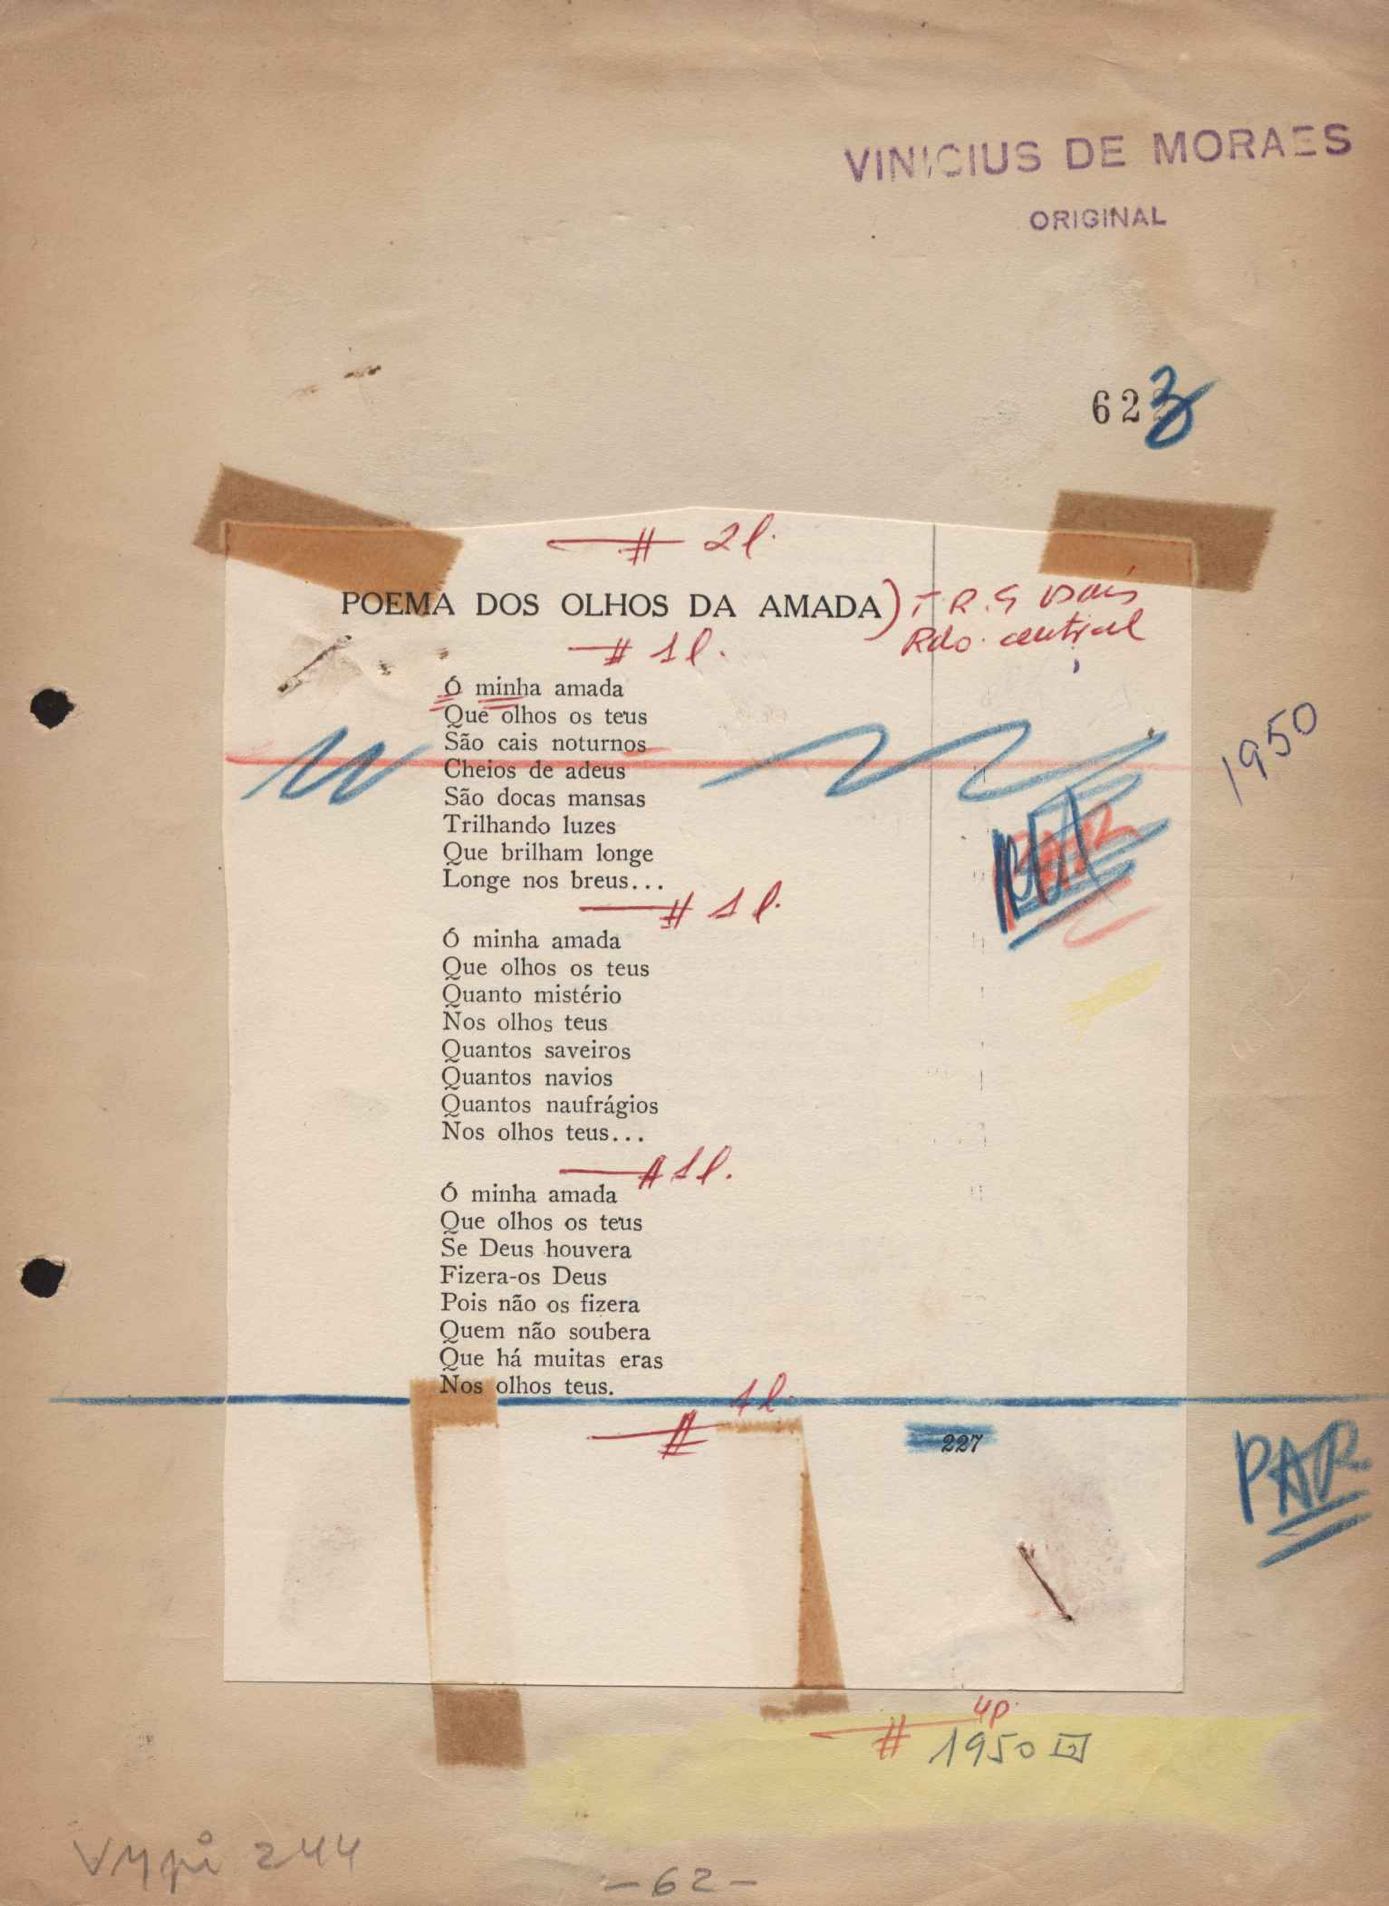 VINICIUS DE MORAES
ORIGINAL
623
# 2l.
POEMA DOS OLHOS DA AMADA)
Rdo. central
# 1l.
Ó minha amada
Que olhos os teus
São cais noturnos
Cheios de adeus
São docas mansas
Trilhando luzes
Que brilham longe
Longe nos breus...
1950
# 1l.
Ó minha amada
Que olhos os teus
Quanto mistério
Nos olhos teus
Quantos saveiros
Quantos navios
Quantos naufrágios
Nos olhos teus...
# 1l.
Ó minha amada
Que olhos os teus
Se Deus houvera
Fizera-os Deus
Pois não os fizera
Quem não soubera
Que há muitas eras
Nos olhos teus.
# 1l.
227
PAR.
# 4p.
1950
244
-62-